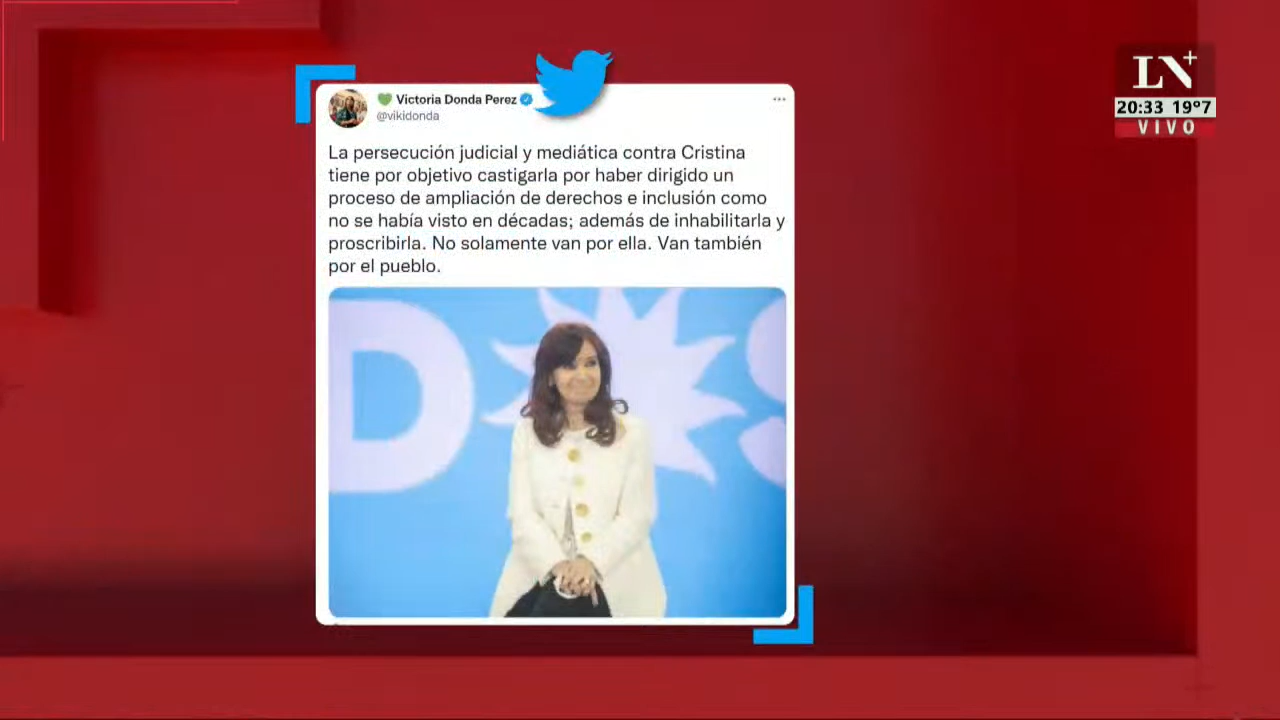 LN+
20:33 19°7
VIVO
Victoria Donda Perez
@vikidonda
La persecución judicial y mediática contra Cristina
tiene por objetivo castigarla por haber dirigido un
proceso de ampliación de derechos e inclusión como
no se había visto en décadas; además de inhabilitarla y
proscribirla. No solamente van por ella. Van también
por el pueblo.
D S